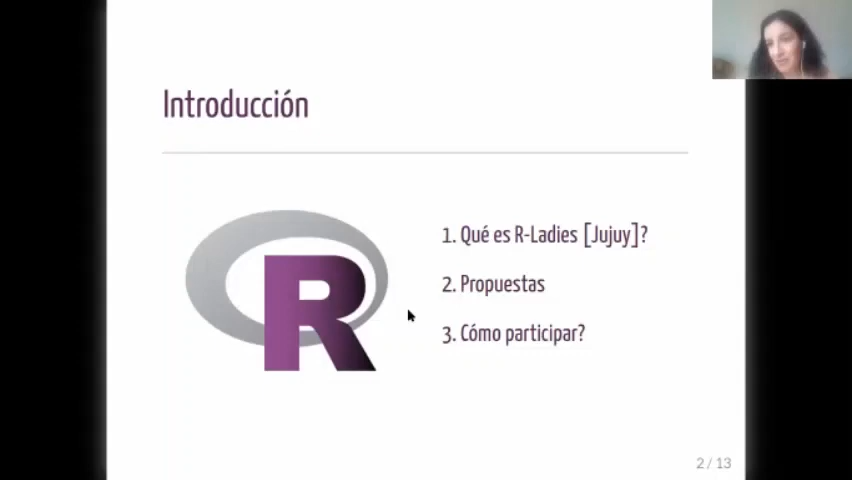 Introducción
R
1. Qué es R-Ladies [Jujuy]?
2. Propuestas
3. Cómo participar?
2 / 13